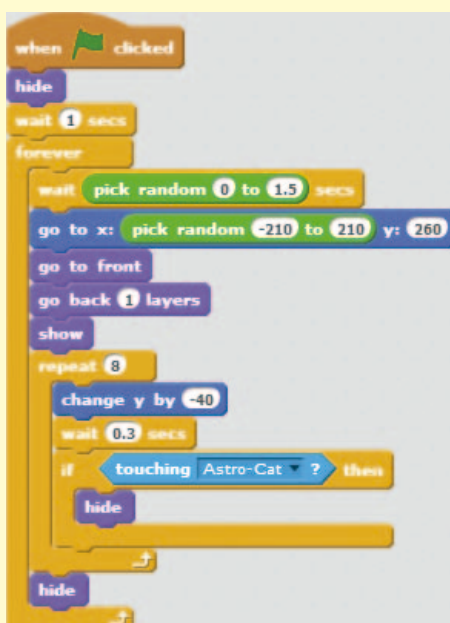 when clicked
hide
wait 1 secs
forever
wait pick random 0 to 1.5 secs
go to x: pick random -210 to 210 y: 260
go to front
go back 1 layers
show
repeat 8
change y by -40
wait 0.3 secs
if touching Astro-Cat ? then
hide
hide